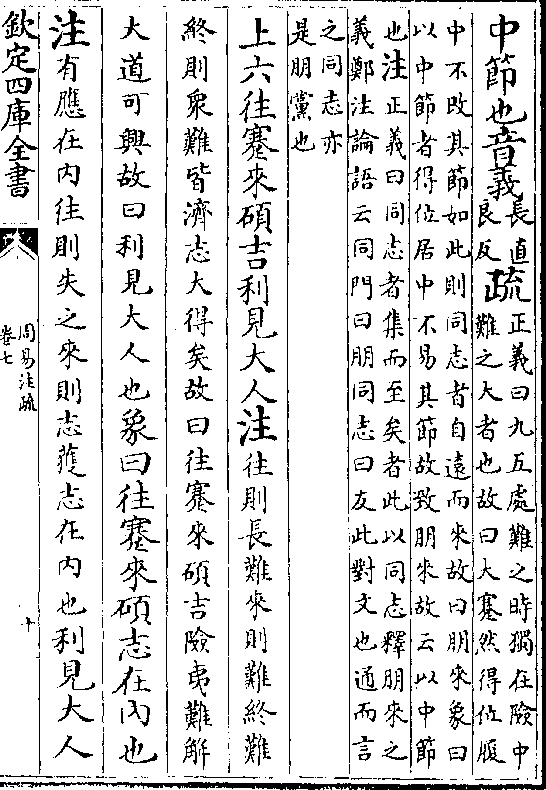 中節也音義長直
良反疏正義曰九五處難之時獨在險中
難之大者也故曰大蹇然得位履
中不改其節如此則同志者自遠而來故曰朋來象曰
以中節者得位居中不易其節故致朋來故云以中節
也注正義曰同志者集而至矣者此以同志釋朋來之
義鄭注論語云同門曰朋同志曰友此對文也通而言
之同志亦
是朋黨也
上六往蹇來碩吉利見大人注往則長難來則難終難
終則衆難皆濟志大得矣故曰往蹇來碩吉險夷難解
大道可興故曰利見大人也象曰往蹇來碩志在內也
注有應在內往則失之來則志獲志在內也利見大人
欽定四庫全書
周易注疏
卷七
十